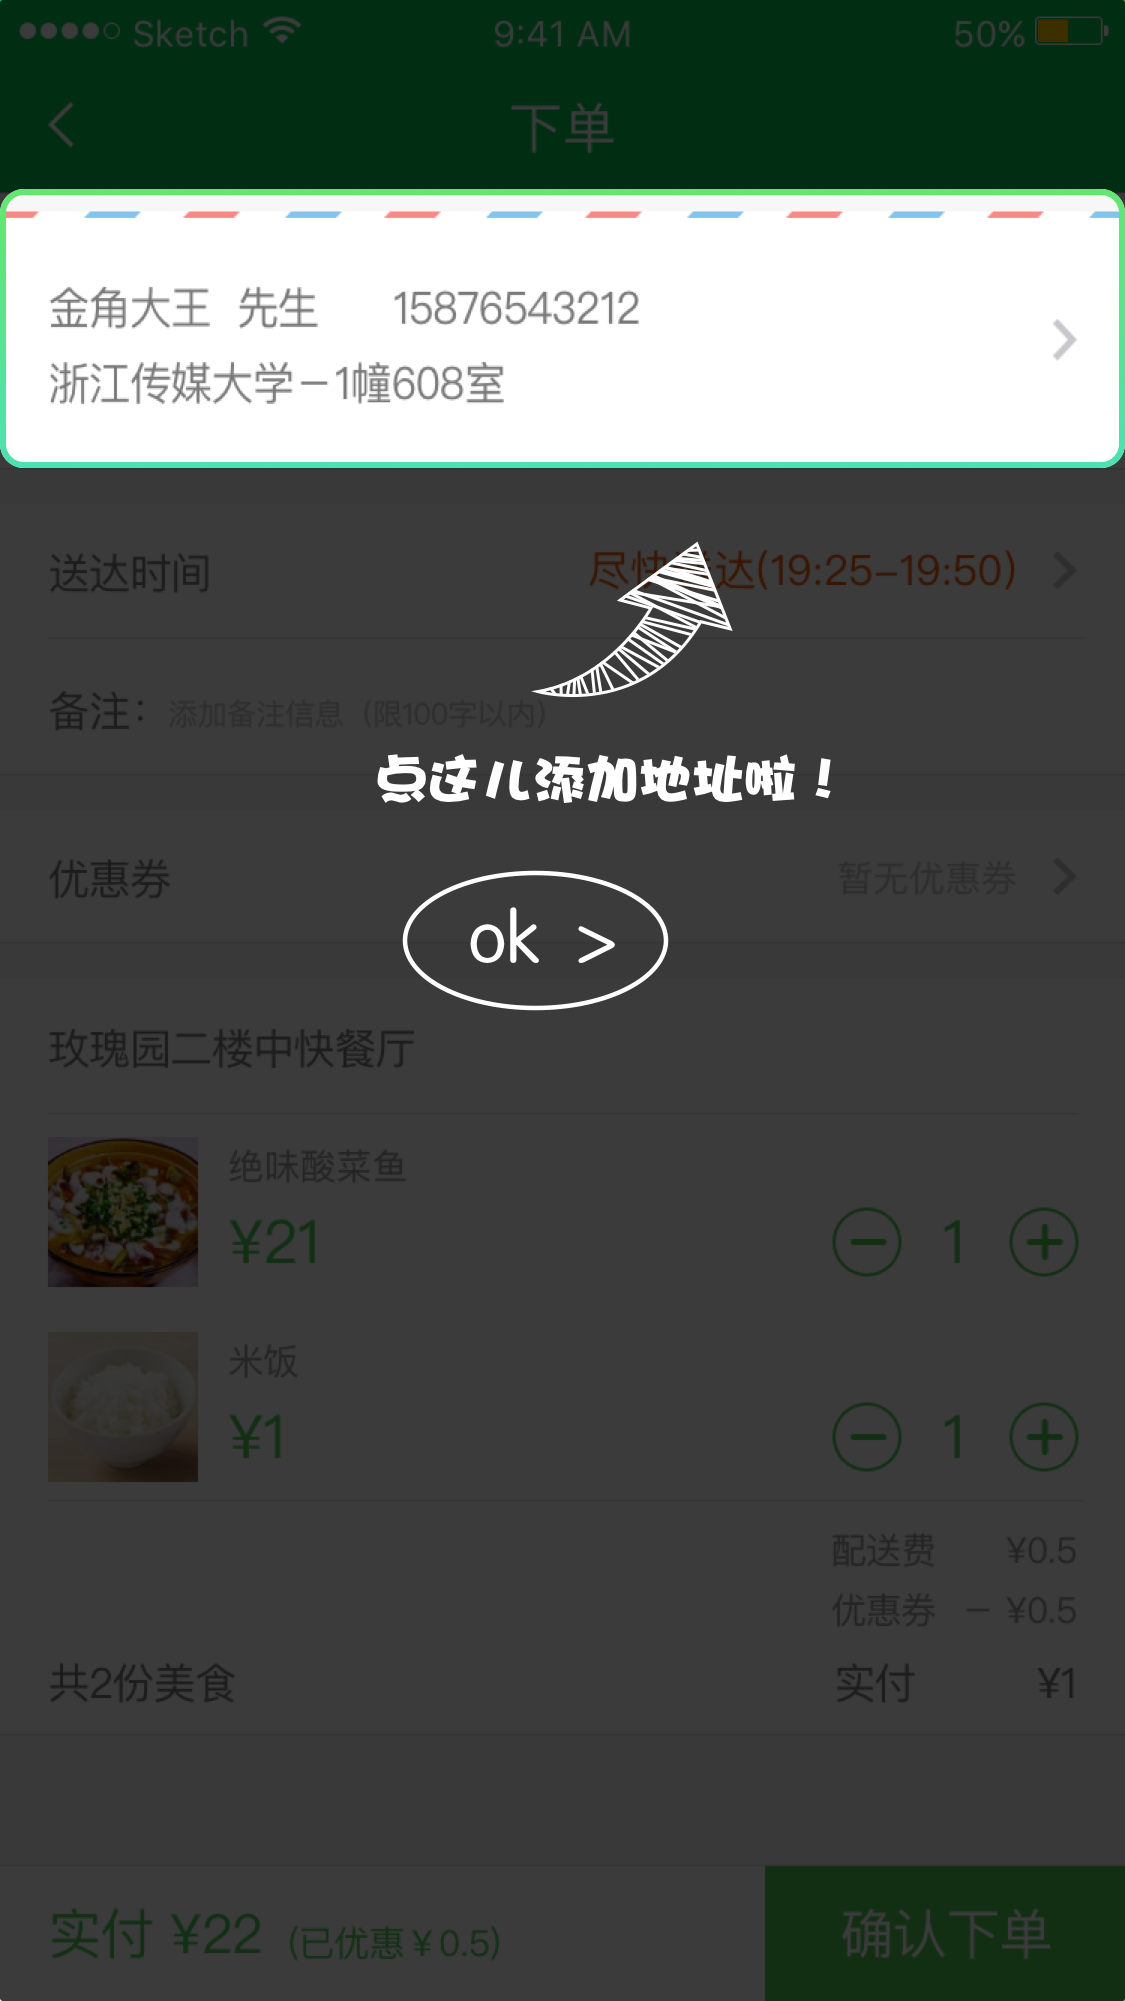 Sketch 9:41 AM 50%
下单
金角大王 先生 15876543212
浙江传媒大学－1幢608室
送达时间 尽快送达(19:25-19:50)
备注： 添加备注信息（限100字以内）
点这儿添加地址啦！
优惠券 暂无优惠券
ok >
玫瑰园二楼中快餐厅
绝味酸菜鱼
¥21 1
米饭
¥1 1
配送费 ¥0.5
优惠券 － ¥0.5
共2份美食 实付 ¥1
实付 ¥22 (已优惠￥0.5) 确认下单